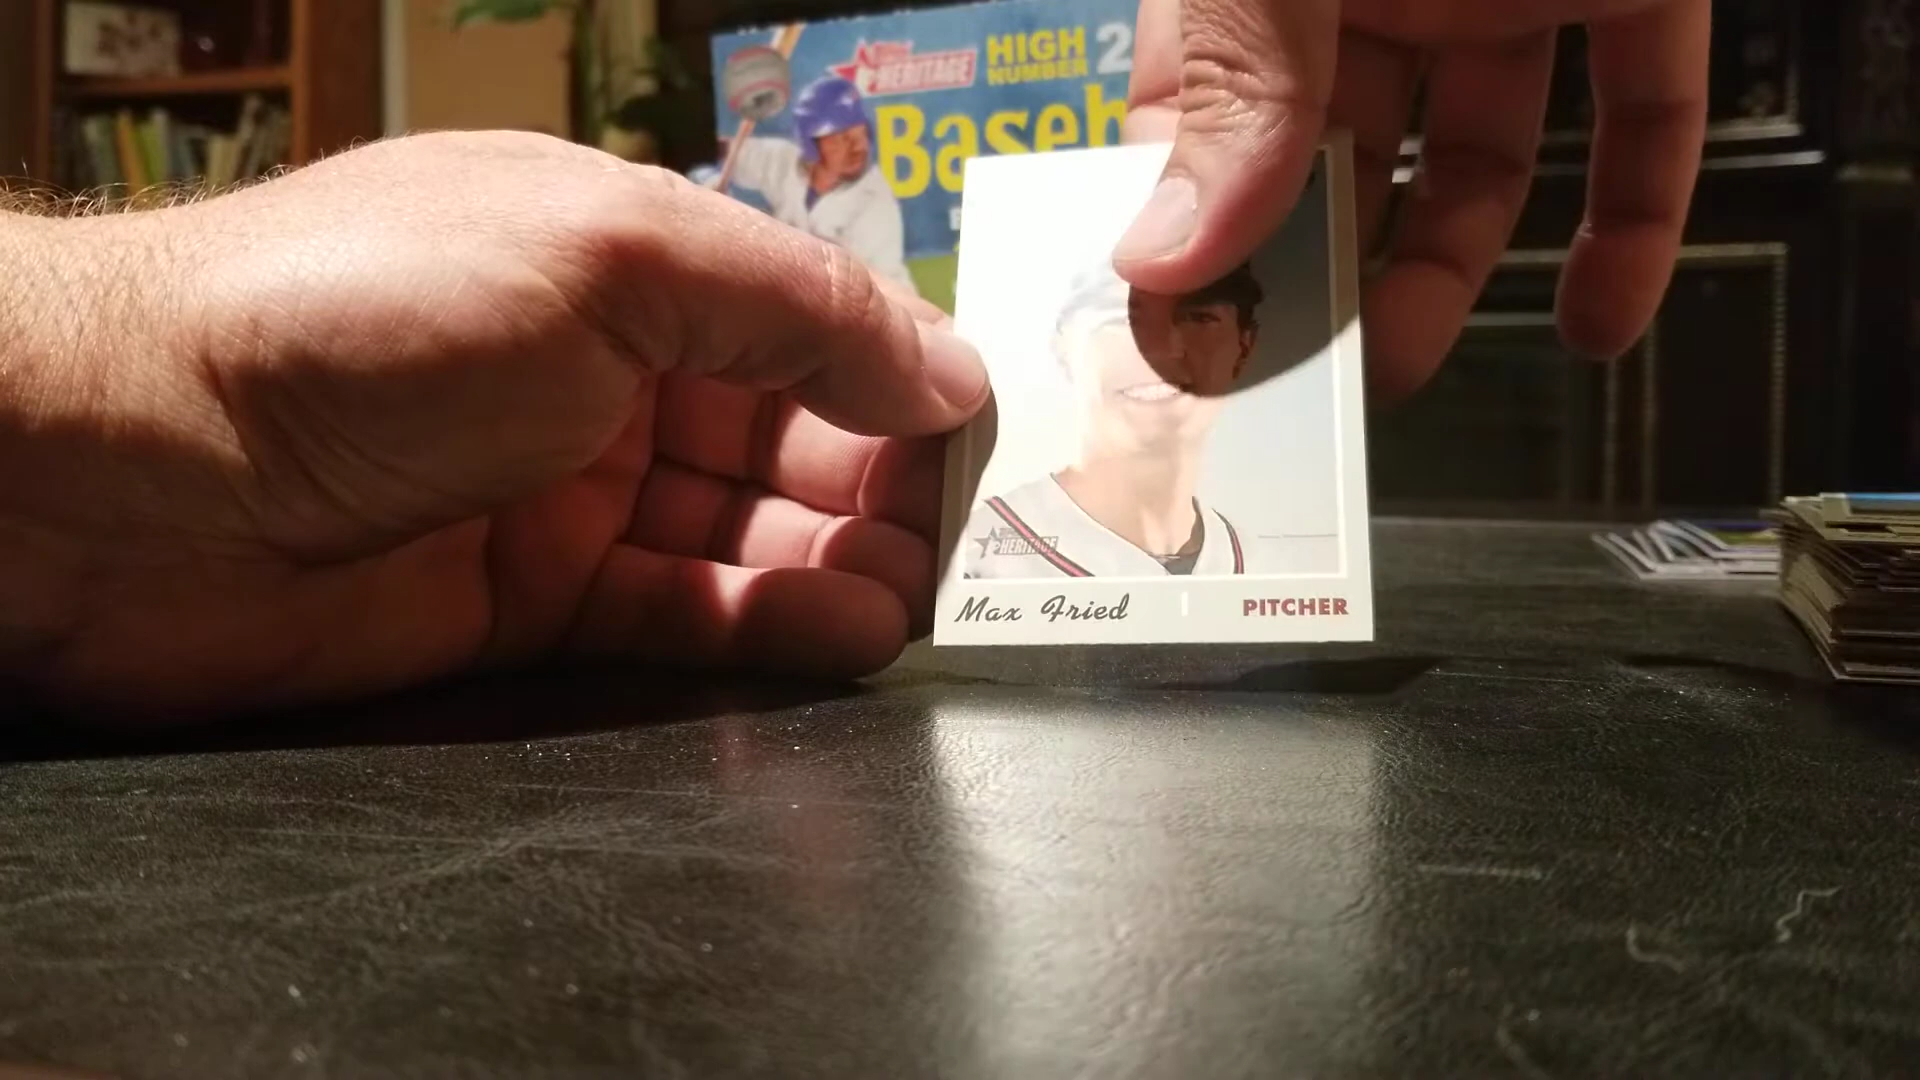 HERITAGE
HIGH
NUMBER 2
Baseb
HERITAGE
Max Fried
PITCHER